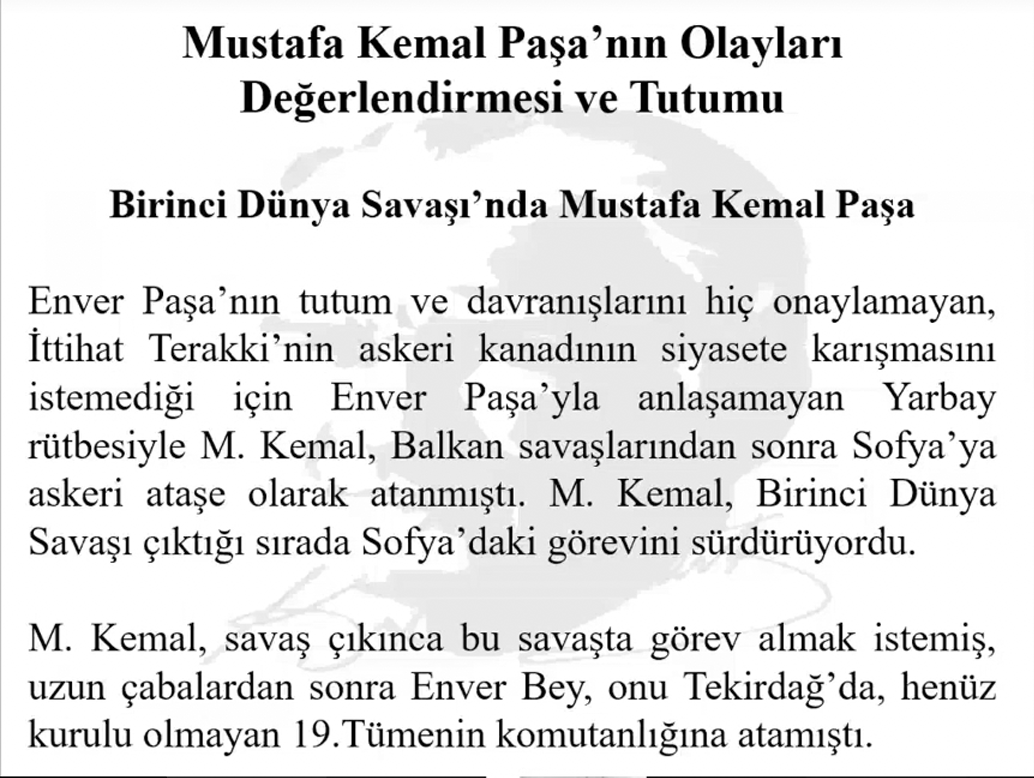 Mustafa Kemal Paşa’nın Olayları
Değerlendirmesi ve Tutumu
Birinci Dünya Savaşı’nda Mustafa Kemal Paşa
Enver Paşa’nın tutum ve davranışlarını hiç onaylamayan,
İttihat Terakki’nin askeri kanadının siyasete karışmasını
istemediği için Enver Paşa’yla anlaşamayan Yarbay
rütbesiyle M. Kemal, Balkan savaşlarından sonra Sofya’ya
askeri ataşe olarak atanmıştı. M. Kemal, Birinci Dünya
Savaşı çıktığı sırada Sofya’daki görevini sürdürüyordu.
M. Kemal, savaş çıkınca bu savaşta görev almak istemiş,
uzun çabalardan sonra Enver Bey, onu Tekirdağ’da, henüz
kurulu olmayan 19.Tümenin komutanlığına atamıştı.